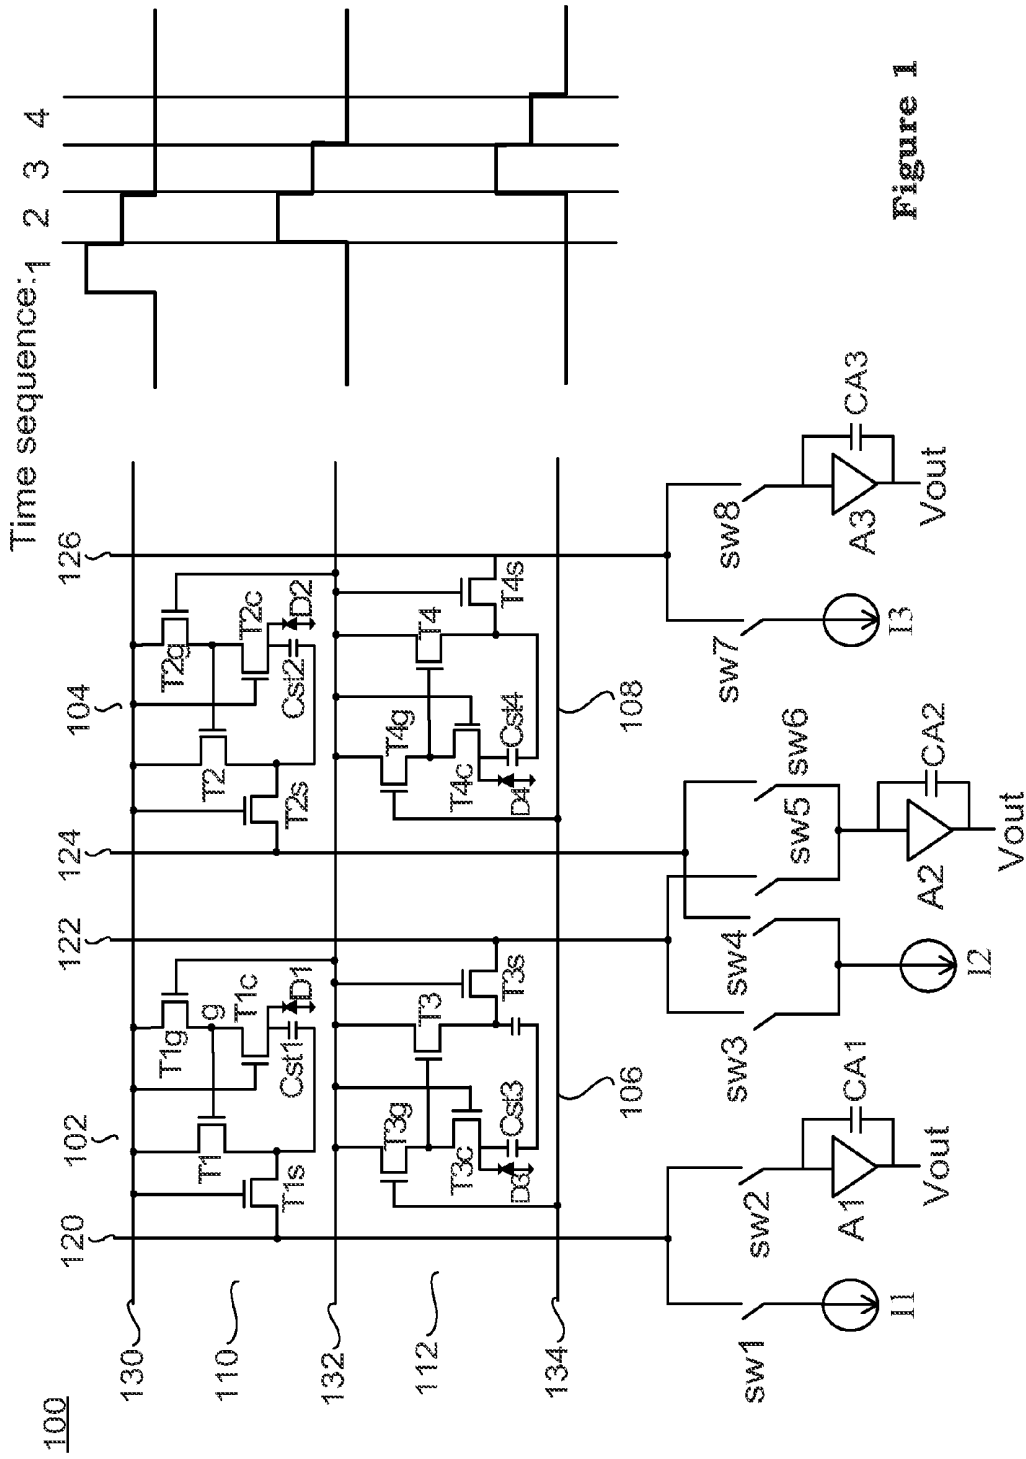 100
130
110
132
112
134
120
102
122
124
104
126
Time sequence:
1
2
3
4
T1g
g
T1
T1c
D1
Cst1
T1s
T2g
T2
T2c
D2
Cst2
T2s
T3g
T3
T3c
D3
Cst3
T3s
106
T4g
T4
T4c
D4
Cst4
T4s
108
sw1
sw2
sw3
sw4
sw5
sw6
sw7
sw8
I1
A1
CA1
Vout
I2
A2
CA2
Vout
I3
A3
CA3
Vout
Figure 1